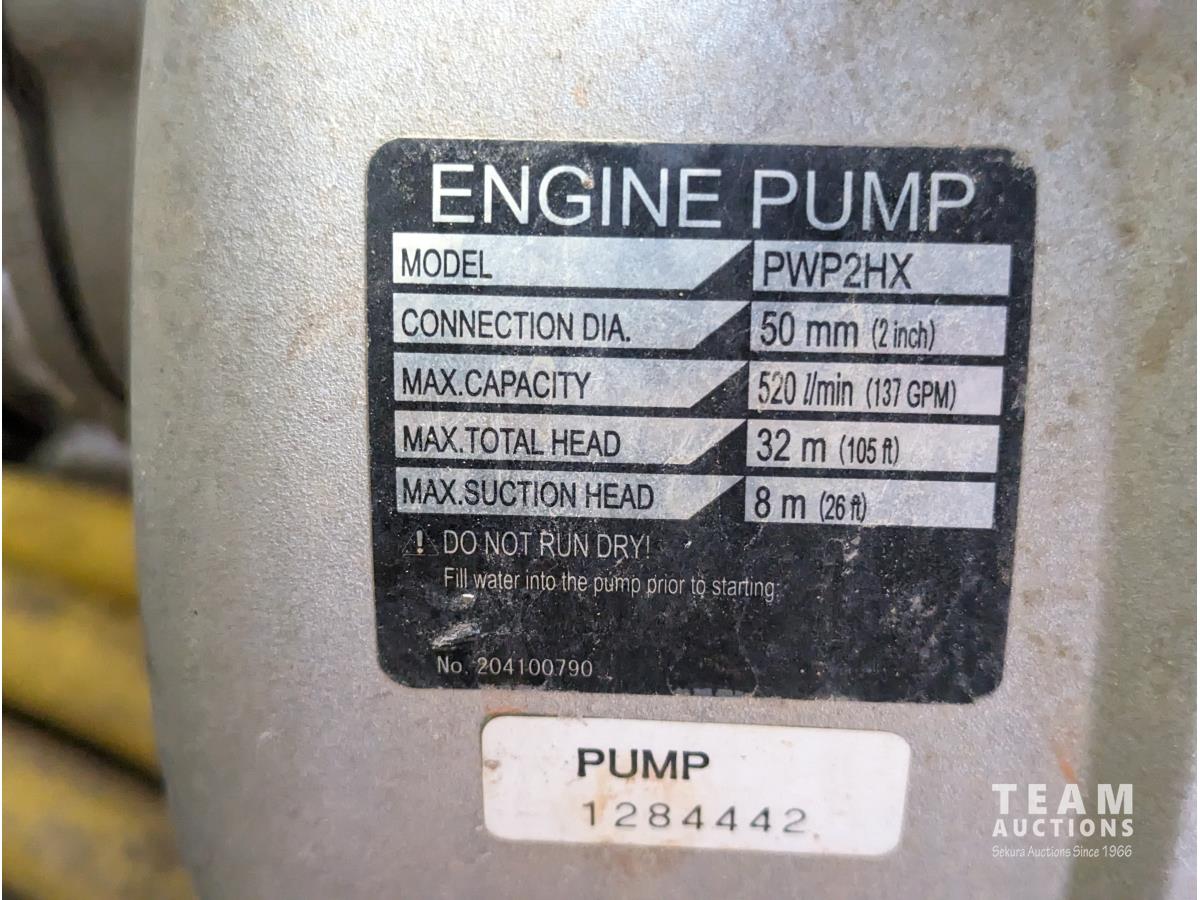 ENGINE PUMP
MODEL PWP2HX
CONNECTION DIA. 50 mm (2 inch)
MAX.CAPACITY 520 l/min (137 GPM)
MAX.TOTAL HEAD 32 m (105 ft)
MAX.SUCTION HEAD 8 m (26 ft)
! DO NOT RUN DRY!
Fill water into the pump prior to starting.
No. 204100790
PUMP
1284442
TEAM
AUCTIONS
Sekura Auctions Since 1966